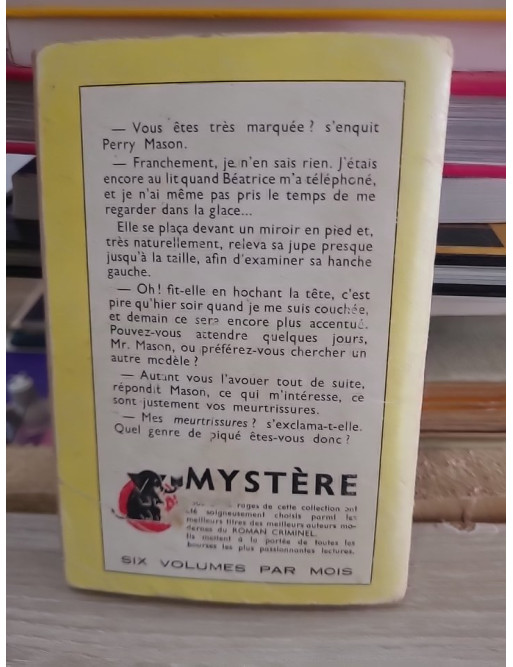 — Vous êtes très marquée ? s'enquit
Perry Mason.
— Franchement, je n'en sais rien. J'étais
encore au lit quand Béatrice m'a téléphoné,
et je n'ai même pas pris le temps de me
regarder dans la glace...
Elle se plaça devant un miroir en pied et,
très naturellement, releva sa jupe presque
jusqu'à la taille, afin d'examiner sa hanche
gauche.
— Oh ! fit-elle en hochant la tête, c'est
pire qu'hier soir quand je me suis couchée,
et demain ce sera encore plus accentué.
Pouvez-vous attendre quelques jours,
Mr. Mason, ou préférez-vous chercher un
autre modèle ?
— Autant vous l'avouer tout de suite,
répondit Mason, ce qui m'intéresse, ce
sont justement vos meurtrissures.
— Mes meurtrissures ? s'exclama-t-elle.
Quel genre de piqué êtes-vous donc ?
MYSTÈRE
de cette collection ont
été soigneusement choisis parmi les
meilleurs titres des meilleurs auteurs mo-
dernes du ROMAN CRIMINEL.
Ils mettent à la portée de toutes les
bourses les plus passionnantes lectures.
SIX VOLUMES PAR MOIS